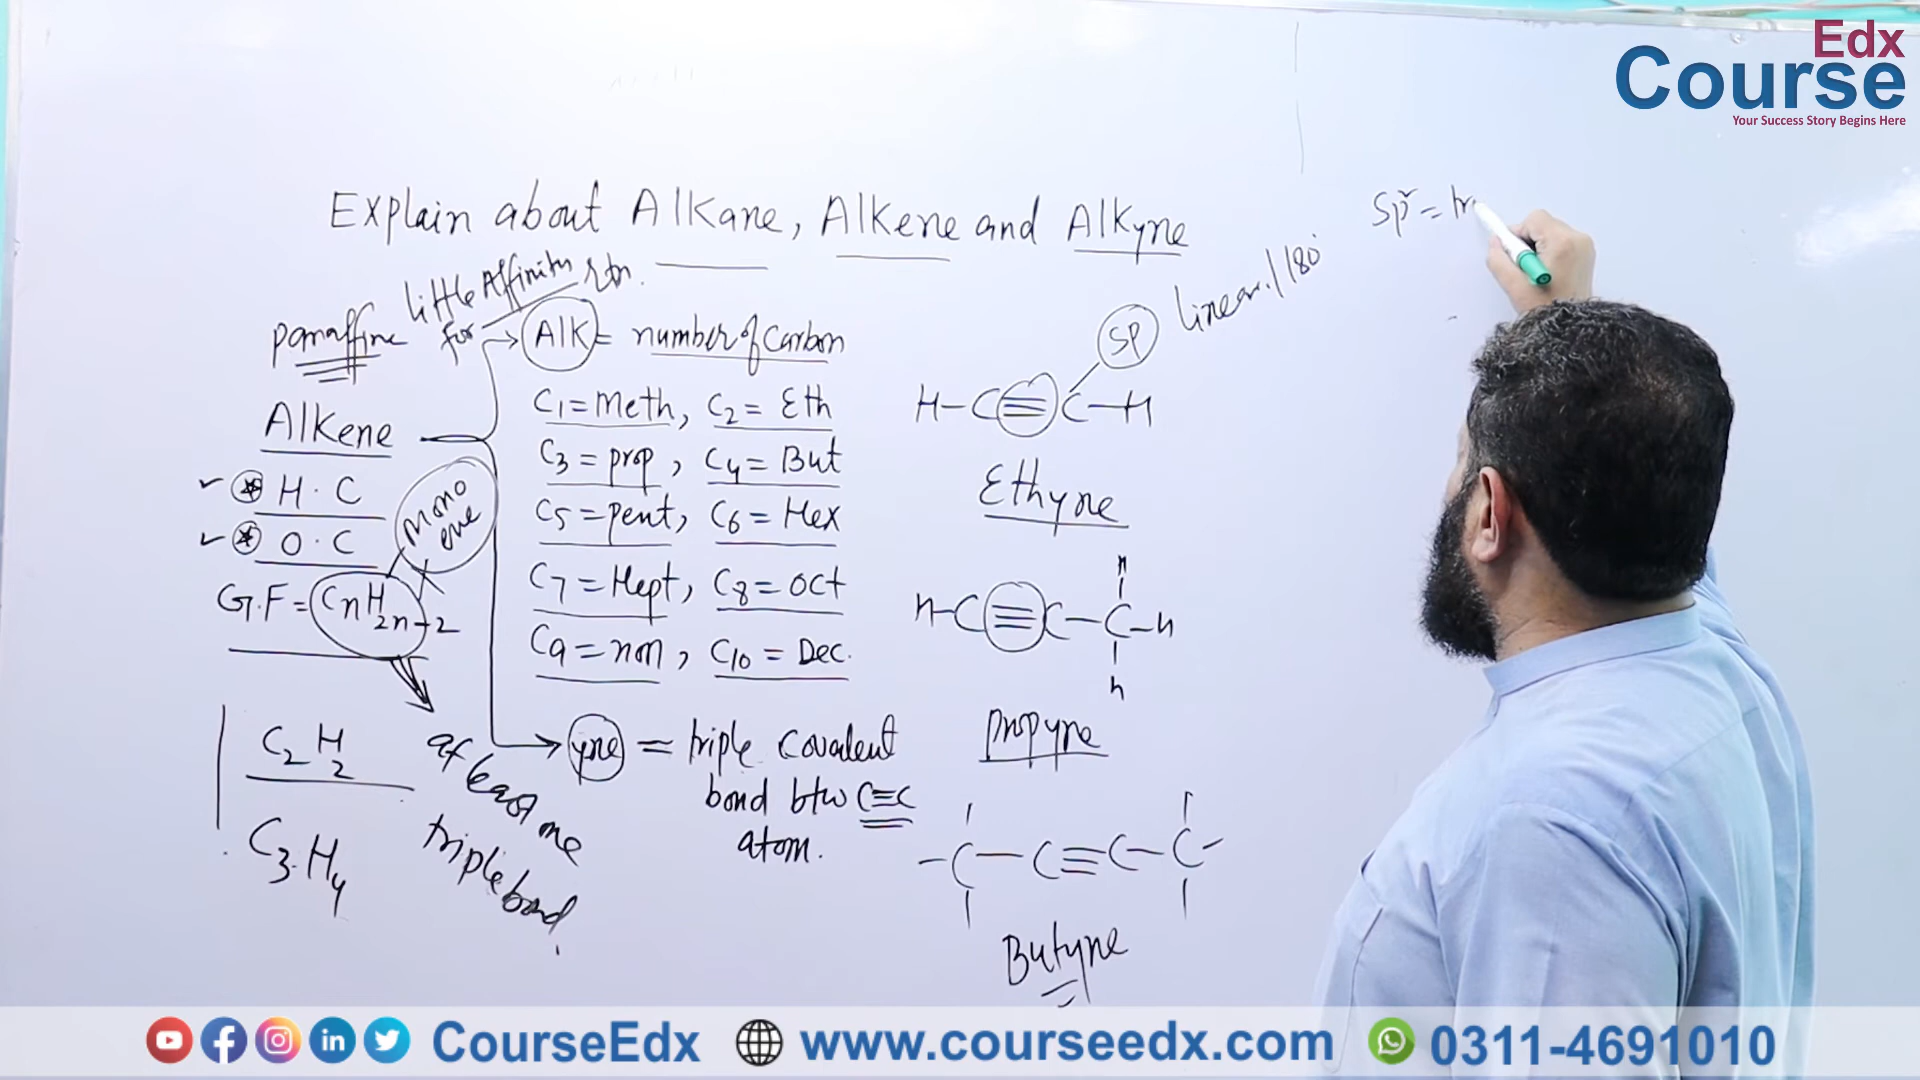 Edx
Course
Your Success Story Begins Here
Explain about Alkane, Alkene and Alkyne
Sp² = tr
paraffine
little Affinity
for rtn.
Alk = number of Carbon
SP linear / 180°
Alkene
C1 = Meth, C2 = Eth
H-C≡C-H
C3 = prop, C4 = But
H.C
Mono
ene
Ethyne
O.C
C5 = pent, C6 = Hex
G.F = CnH2n-2
C7 = Hept, C8 = Oct
H
H-C≡C-C-H
H
C9 = non, C10 = Dec.
C2H2
at least one
triple bond
yne = triple Covalent
bond btw C≡C
atom.
propyne
C3H4
-C-C≡C-C-
Butyne
CourseEdx www.courseedx.com 0311-4691010